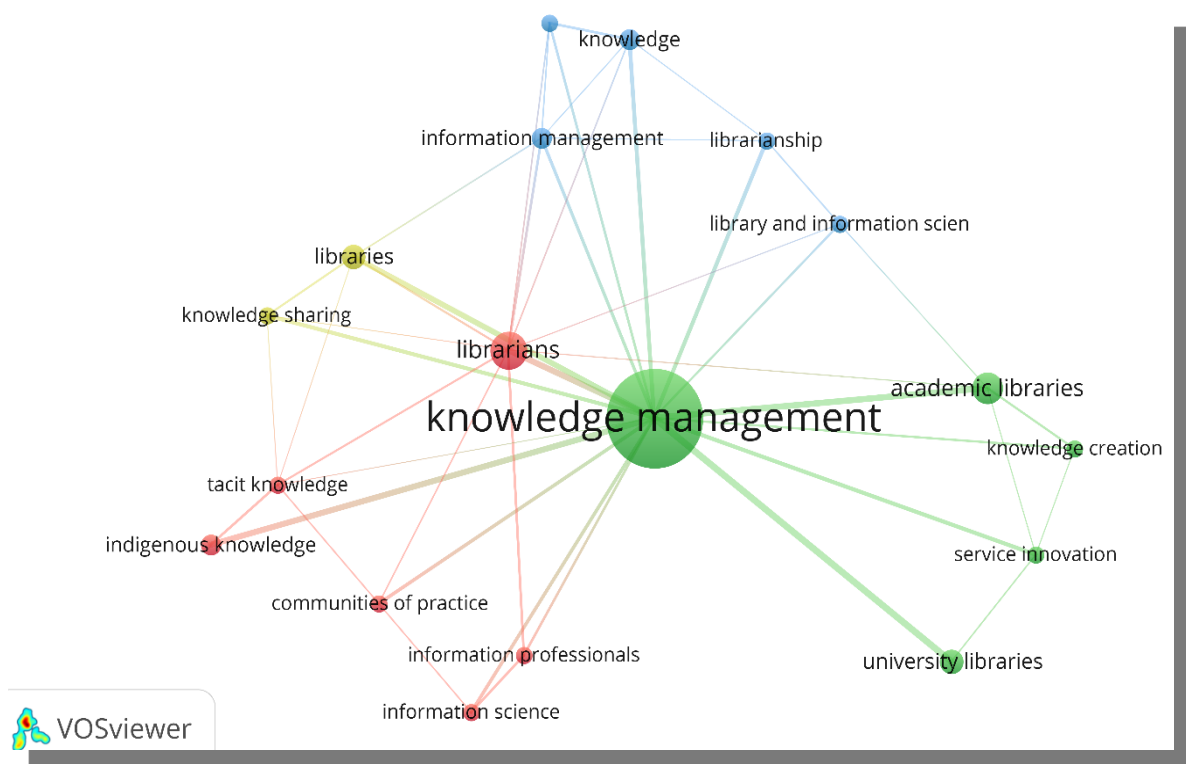 knowledge
information management
librarianship
library and information scien
libraries
knowledge sharing
librarians
academic libraries
knowledge management
knowledge creation
tacit knowledge
indigenous knowledge
service innovation
communities of practice
information professionals
university libraries
information science
VOSviewer